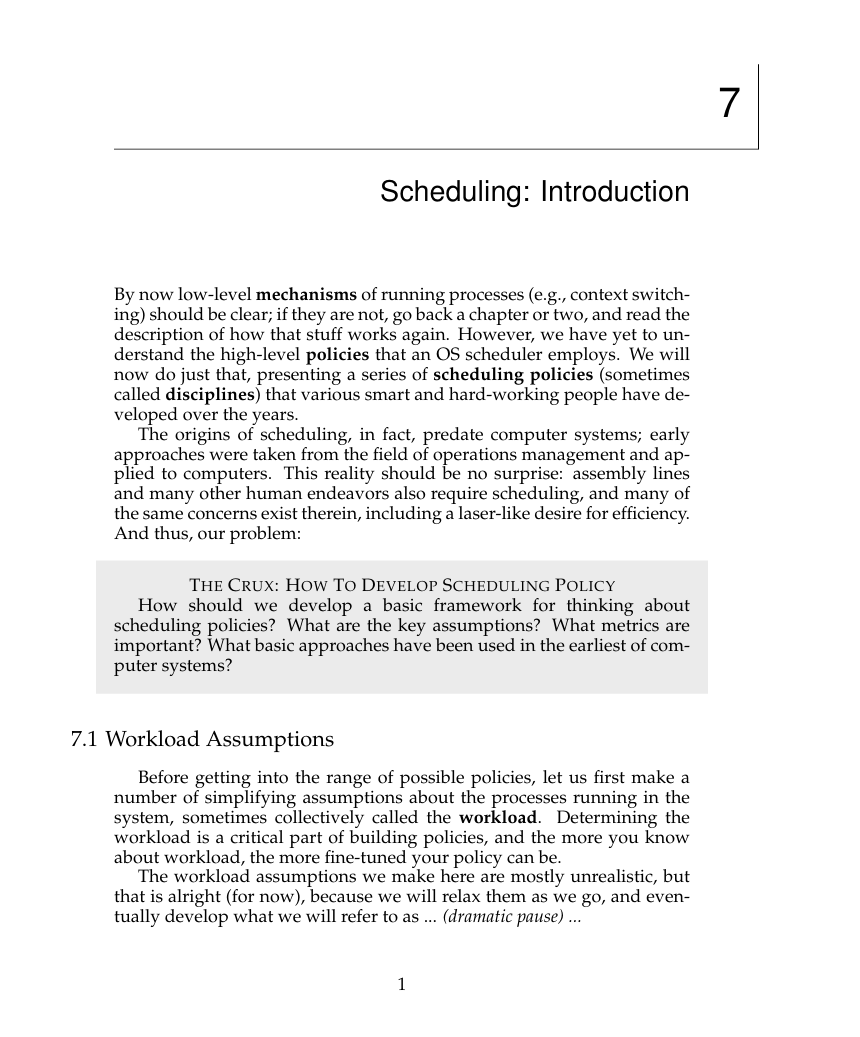 7
Scheduling: Introduction
By now low-level mechanisms of running processes (e.g., context switch-
ing) should be clear; if they are not, go back a chapter or two, and read the
description of how that stuff works again. However, we have yet to un-
derstand the high-level policies that an OS scheduler employs. We will
now do just that, presenting a series of scheduling policies (sometimes
called disciplines) that various smart and hard-working people have de-
veloped over the years.
The origins of scheduling, in fact, predate computer systems; early
approaches were taken from the field of operations management and ap-
plied to computers. This reality should be no surprise: assembly lines
and many other human endeavors also require scheduling, and many of
the same concerns exist therein, including a laser-like desire for efficiency.
And thus, our problem:
THE CRUX: HOW TO DEVELOP SCHEDULING POLICY
How should we develop a basic framework for thinking about
scheduling policies? What are the key assumptions? What metrics are
important? What basic approaches have been used in the earliest of com-
puter systems?
7.1 Workload Assumptions
Before getting into the range of possible policies, let us first make a
number of simplifying assumptions about the processes running in the
system, sometimes collectively called the workload. Determining the
workload is a critical part of building policies, and the more you know
about workload, the more fine-tuned your policy can be.
The workload assumptions we make here are mostly unrealistic, but
that is alright (for now), because we will relax them as we go, and even-
tually develop what we will refer to as ... (dramatic pause) ...
1